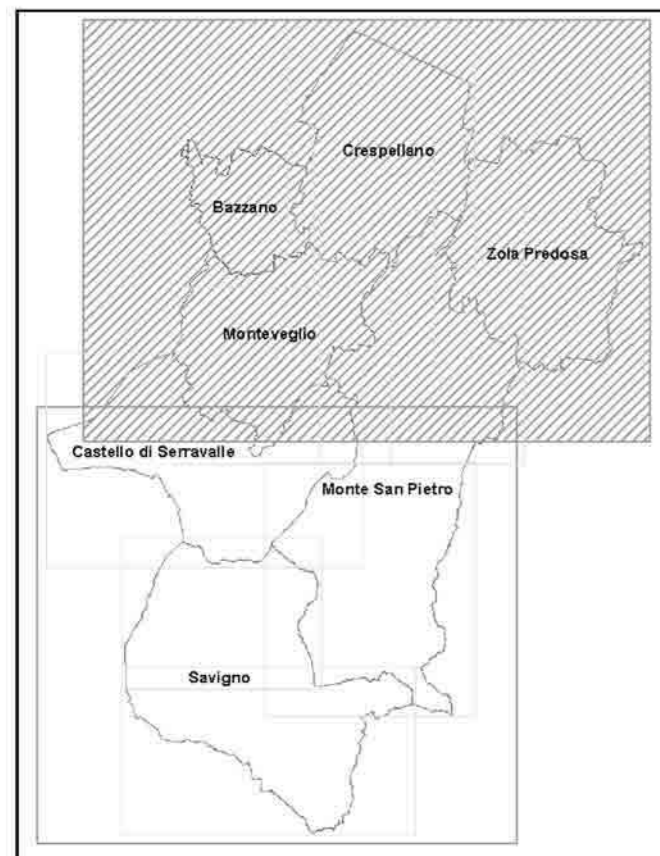 Crespellano
Bazzano
Zola Predosa
Monteveglio
Castello di Serravalle
Monte San Pietro
Savigno